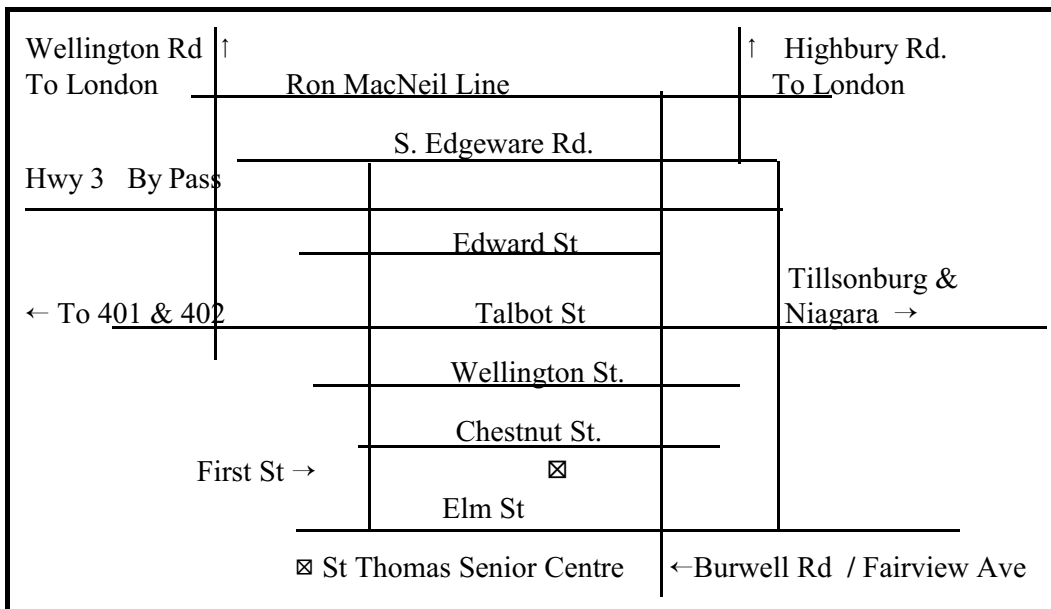 Wellington Rd ↑ ↑ Highbury Rd.
To London Ron MacNeil Line To London
S. Edgeware Rd.
Hwy 3 By Pass
Edward St
Tillsonburg &
← To 401 & 402 Talbot St Niagara →
Wellington St.
Chestnut St.
First St → ☒
Elm St
☒ St Thomas Senior Centre ←Burwell Rd / Fairview Ave